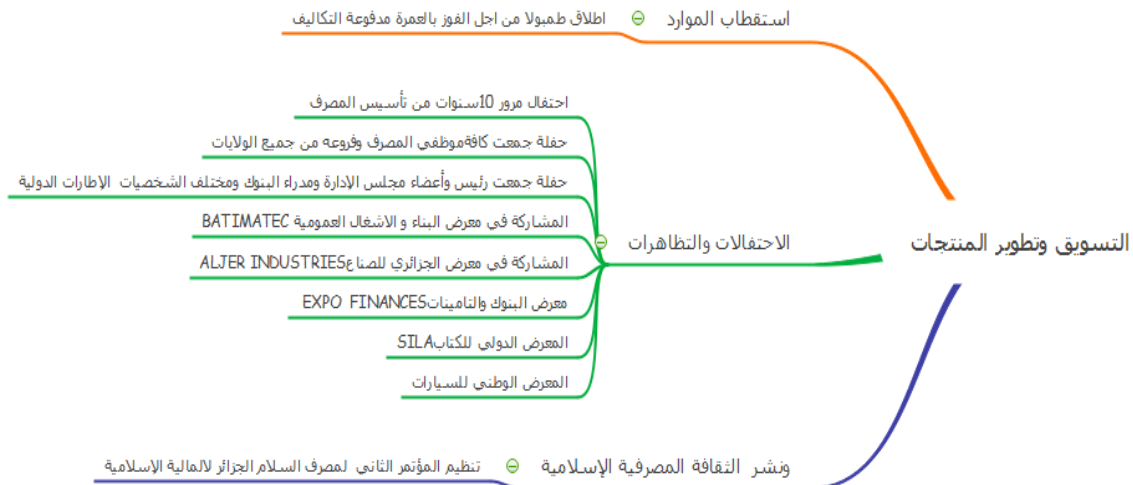 التسويق وتطوير المنتجات
استقطاب الموارد
اطلاق طمبولا من اجل الفوز بالعمرة مدفوعة التكاليف
الاحتفالات والتظاهرات
احتفال مرور 10سنوات من تأسيس المصرف
حفلة جمعت كافةموظفي المصرف وفروعه من جميع الولايات
حفلة جمعت رئيس وأعضاء مجلس الإدارة ومدراء البنوك ومختلف الشخصيات الإطارات الدولية
المشاركة في معرض البناء و الاشغال العمومية BATIMATEC
المشاركة في معرض الجزائري للصناعALJER INDUSTRIES
معرض البنوك والتاميناتEXPO FINANCES
المعرض الدولي للكتابSILA
المعرض الوطني للسيارات
ونشر الثقافة المصرفية الإسلامية
تنظيم المؤتمر الثاني لمصرف السلام الجزائر لالمالية الإسلامية